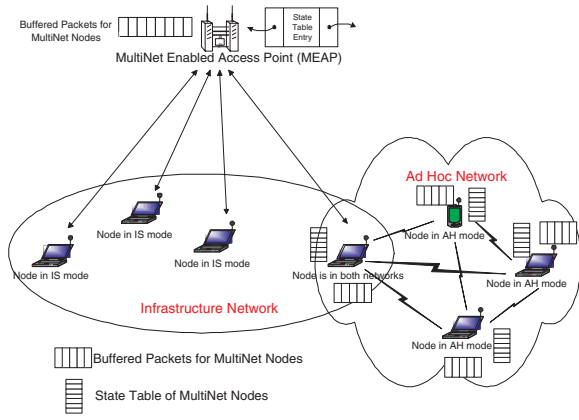 Buffered Packets for
MultiNet Nodes
State
Table
Entry
MultiNet Enabled Access Point (MEAP)
Ad Hoc Network
Node in IS mode
Node in AH mode
Node in IS mode
Node in IS mode
Node is in both networks
Node in AH mode
Infrastructure Network
Node in AH mode
Buffered Packets for MultiNet Nodes
State Table of MultiNet Nodes